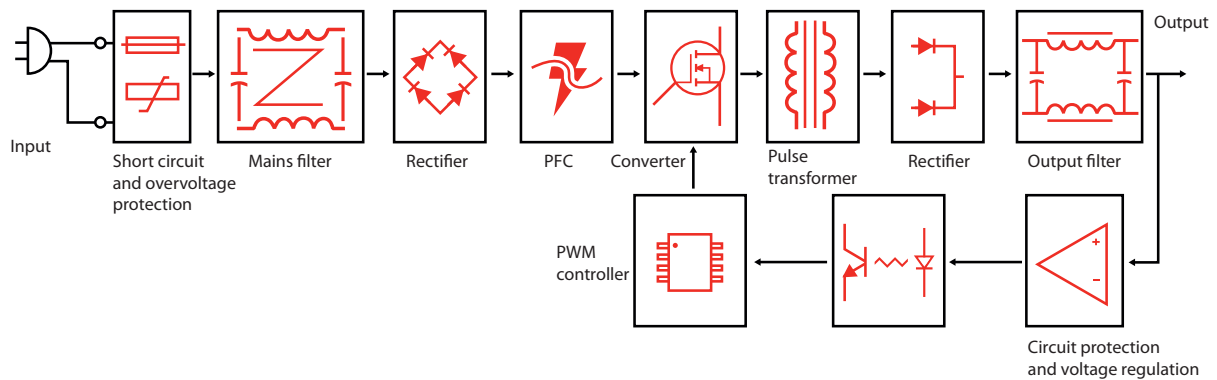 Output
Input
Short circuit
and overvoltage
protection
Mains filter
Rectifier
PFC
Converter
Pulse
transformer
Rectifier
Output filter
PWM
controller
+
−
Circuit protection
and voltage regulation